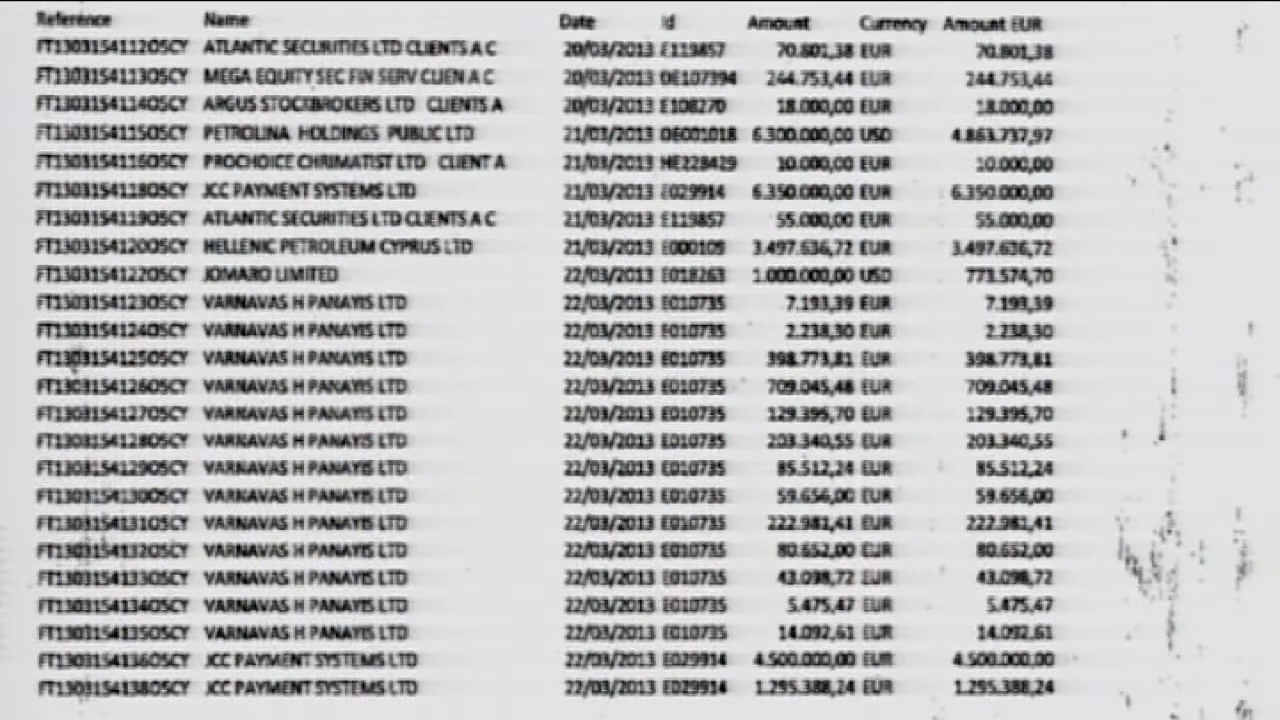 Reference Name Date Id Amount Currency Amount EUR
FT13031541120SCY ATLANTIC SECURITIES LTD CLIENTS A C 20/03/2013 E119857 70.801,38 EUR 70.801,38
FT13031541130SCY MEGA EQUITY SEC FIN SERV CLIEN A C 20/03/2013 OE107394 244.753,44 EUR 244.753,44
FT13031541140SCY ARGUS STOCKBROKERS LTD CLIENTS A 20/03/2013 E108270 18.000,00 EUR 18.000,00
FT13031541150SCY PETROLINA HOLDINGS PUBLIC LTD 21/03/2013 OE001018 6.300.000,00 USD 4.863.737,97
FT13031541160SCY PROCHOICE CHRIMATIST LTD CLIENT A 21/03/2013 HE228429 10.000,00 EUR 10.000,00
FT13031541180SCY JCC PAYMENT SYSTEMS LTD 21/03/2013 E029914 6.350.000,00 EUR 6.350.000,00
FT13031541190SCY ATLANTIC SECURITIES LTD CLIENTS A C 21/03/2013 E119857 55.000,00 EUR 55.000,00
FT13031541200SCY HELLENIC PETROLEUM CYPRUS LTD 21/03/2013 E000109 3.497.636,72 EUR 3.497.636,72
FT13031541220SCY JOMARO LIMITED 22/03/2013 E018263 1.000.000,00 USD 773.574,70
FT13031541230SCY VARNAVAS H PANAYIS LTD 22/03/2013 E010735 7.193,39 EUR 7.193,39
FT13031541240SCY VARNAVAS H PANAYIS LTD 22/03/2013 E010735 2.238,30 EUR 2.238,30
FT13031541250SCY VARNAVAS H PANAYIS LTD 22/03/2013 E010735 398.773,81 EUR 398.773,81
FT13031541260SCY VARNAVAS H PANAYIS LTD 22/03/2013 E010735 709.045,48 EUR 709.045,48
FT13031541270SCY VARNAVAS H PANAYIS LTD 22/03/2013 E010735 129.395,70 EUR 129.395,70
FT13031541280SCY VARNAVAS H PANAYIS LTD 22/03/2013 E010735 203.340,55 EUR 203.340,55
FT13031541290SCY VARNAVAS H PANAYIS LTD 22/03/2013 E010735 85.512,24 EUR 85.512,24
FT13031541300SCY VARNAVAS H PANAYIS LTD 22/03/2013 E010735 59.656,00 EUR 59.656,00
FT13031541310SCY VARNAVAS H PANAYIS LTD 22/03/2013 E010735 222.981,41 EUR 222.981,41
FT13031541320SCY VARNAVAS H PANAYIS LTD 22/03/2013 E010735 80.652,00 EUR 80.652,00
FT13031541330SCY VARNAVAS H PANAYIS LTD 22/03/2013 E010735 43.098,72 EUR 43.098,72
FT13031541340SCY VARNAVAS H PANAYIS LTD 22/03/2013 E010735 5.475,47 EUR 5.475,47
FT13031541350SCY VARNAVAS H PANAYIS LTD 22/03/2013 E010735 14.092,61 EUR 14.092,61
FT13031541360SCY JCC PAYMENT SYSTEMS LTD 22/03/2013 E029914 4.500.000,00 EUR 4.500.000,00
FT13031541380SCY JCC PAYMENT SYSTEMS LTD 22/03/2013 E029914 1.295.388,24 EUR 1.295.388,24